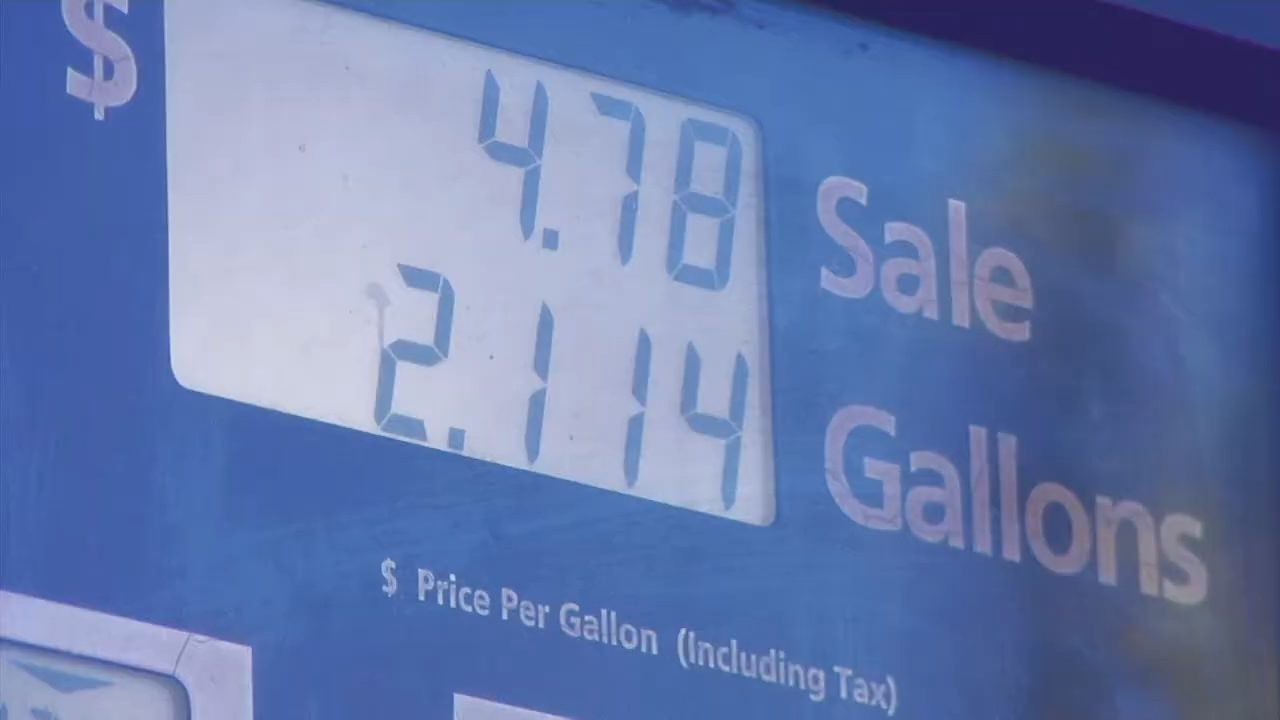 $ 4.78 Sale
2.114 Gallons
$ Price Per Gallon (Including Tax)